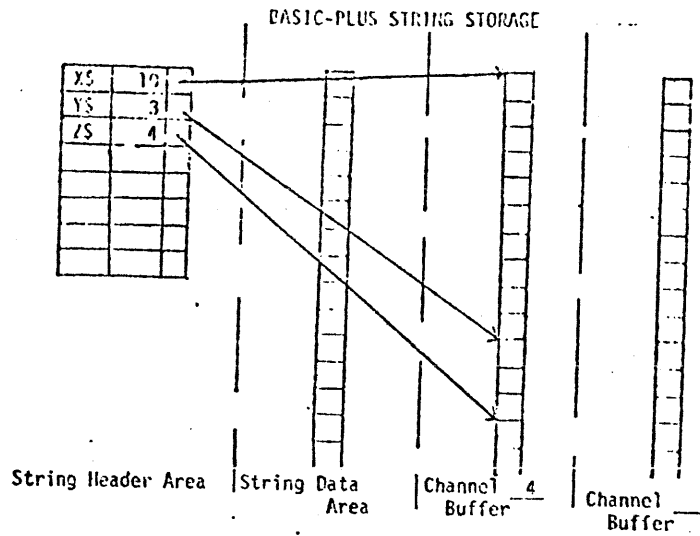 BASIC-PLUS STRING STORAGE
X$ 10
Y$ 3
Z$ 4
String Header Area
String Data Area
Channel 4 Buffer
Channel Buffer